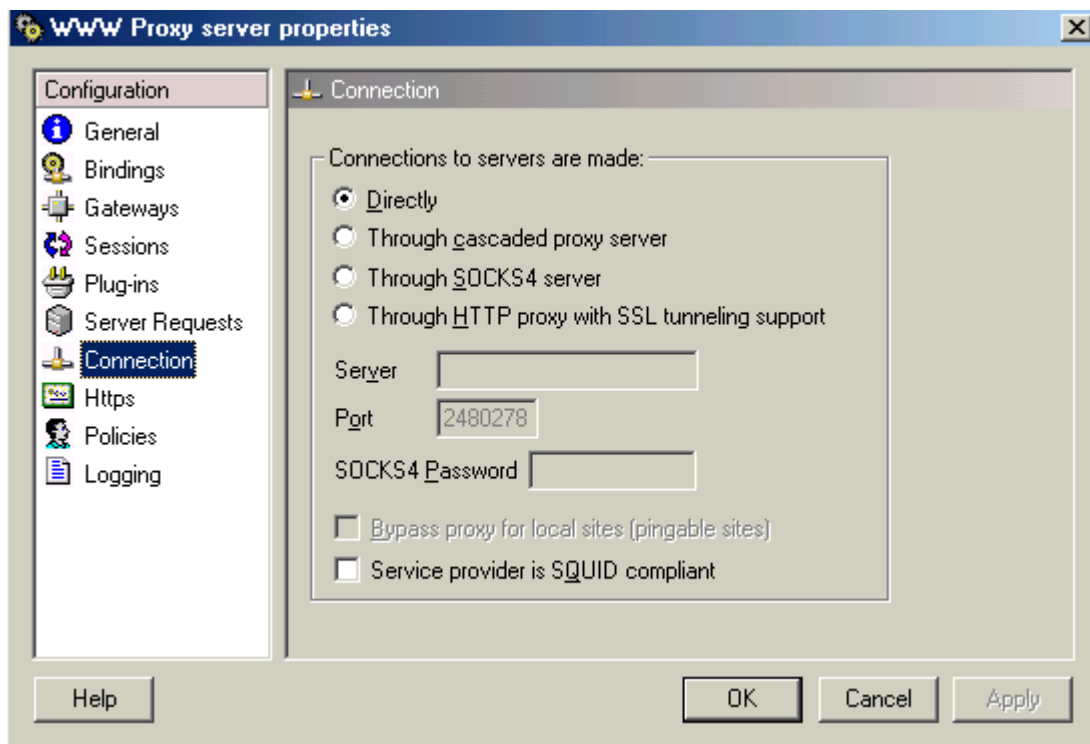 WWW Proxy server properties
Configuration
General
Bindings
Gateways
Sessions
Plug-ins
Server Requests
Connection
Https
Policies
Logging
Connection
Connections to servers are made:
Directly
Through cascaded proxy server
Through SOCKS4 server
Through HTTP proxy with SSL tunneling support
Server
Port 2480278
SOCKS4 Password
Bypass proxy for local sites (pingable sites)
Service provider is SQUID compliant
Help OK Cancel Apply